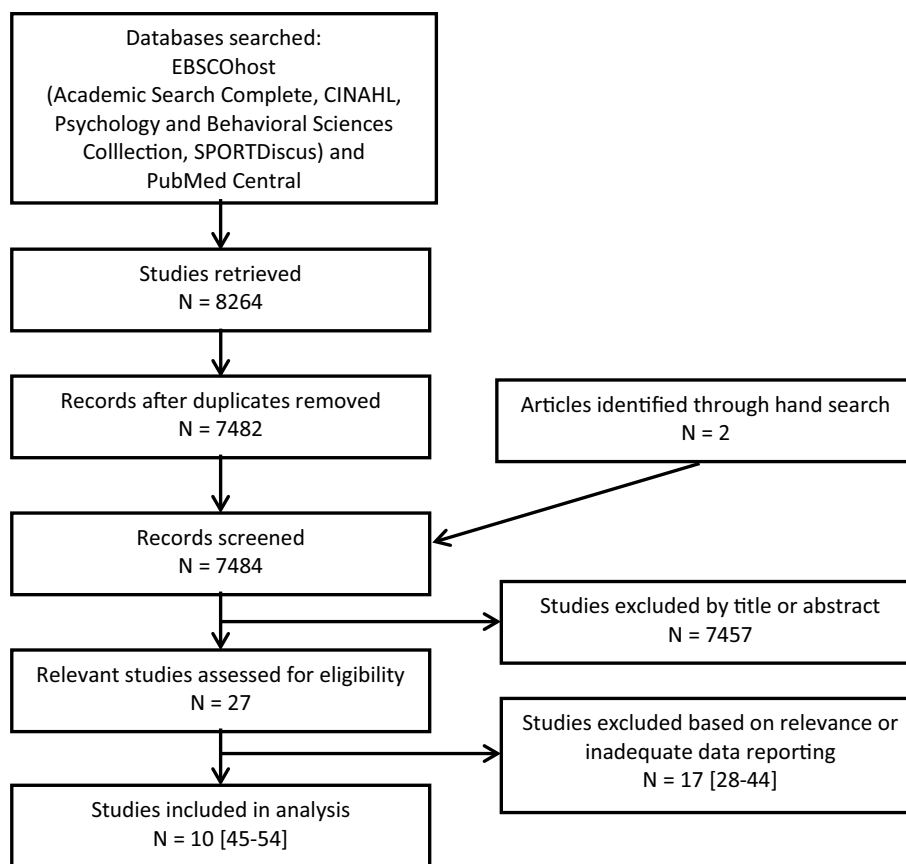 Databases searched:
EBSCOhost
(Academic Search Complete, CINAHL,
Psychology and Behavioral Sciences
Colllection, SPORTDiscus) and
PubMed Central
Studies retrieved
N = 8264
Records after duplicates removed
N = 7482
Articles identified through hand search
N = 2
Records screened
N = 7484
Studies excluded by title or abstract
N = 7457
Relevant studies assessed for eligibility
N = 27
Studies excluded based on relevance or
inadequate data reporting
N = 17 [28-44]
Studies included in analysis
N = 10 [45-54]